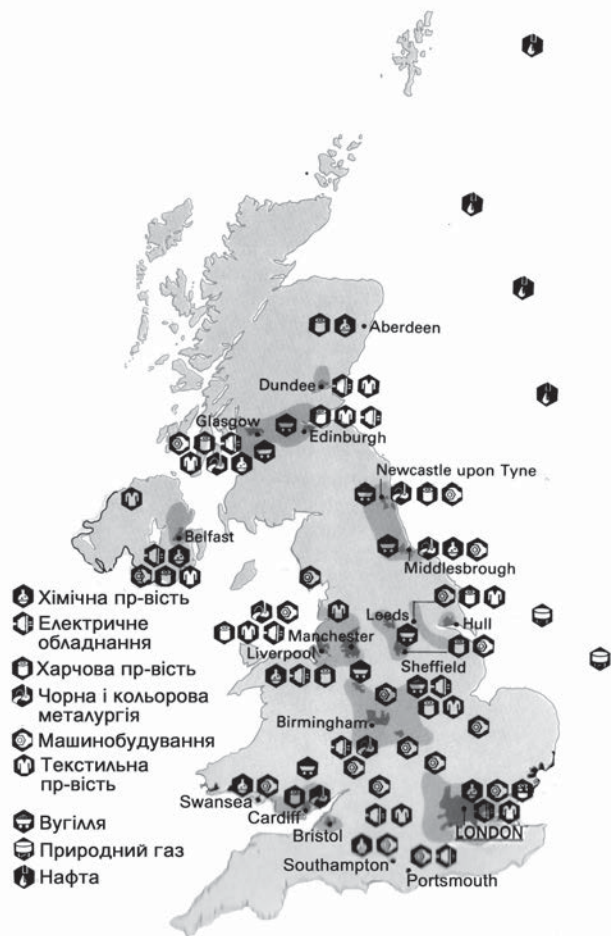 Aberdeen
Dundee
Glasgow
Edinburgh
Newcastle upon Tyne
Belfast
Middlesbrough
Leeds
Hull
Manchester
Liverpool
Sheffield
Birmingham
Swansea
Cardiff
Bristol
LONDON
Southampton
Portsmouth
Хімічна пр-вість
Електричне
обладнання
Харчова пр-вість
Чорна і кольорова
металургія
Машинобудування
Текстильна
пр-вість
Вугілля
Природний газ
Нафта